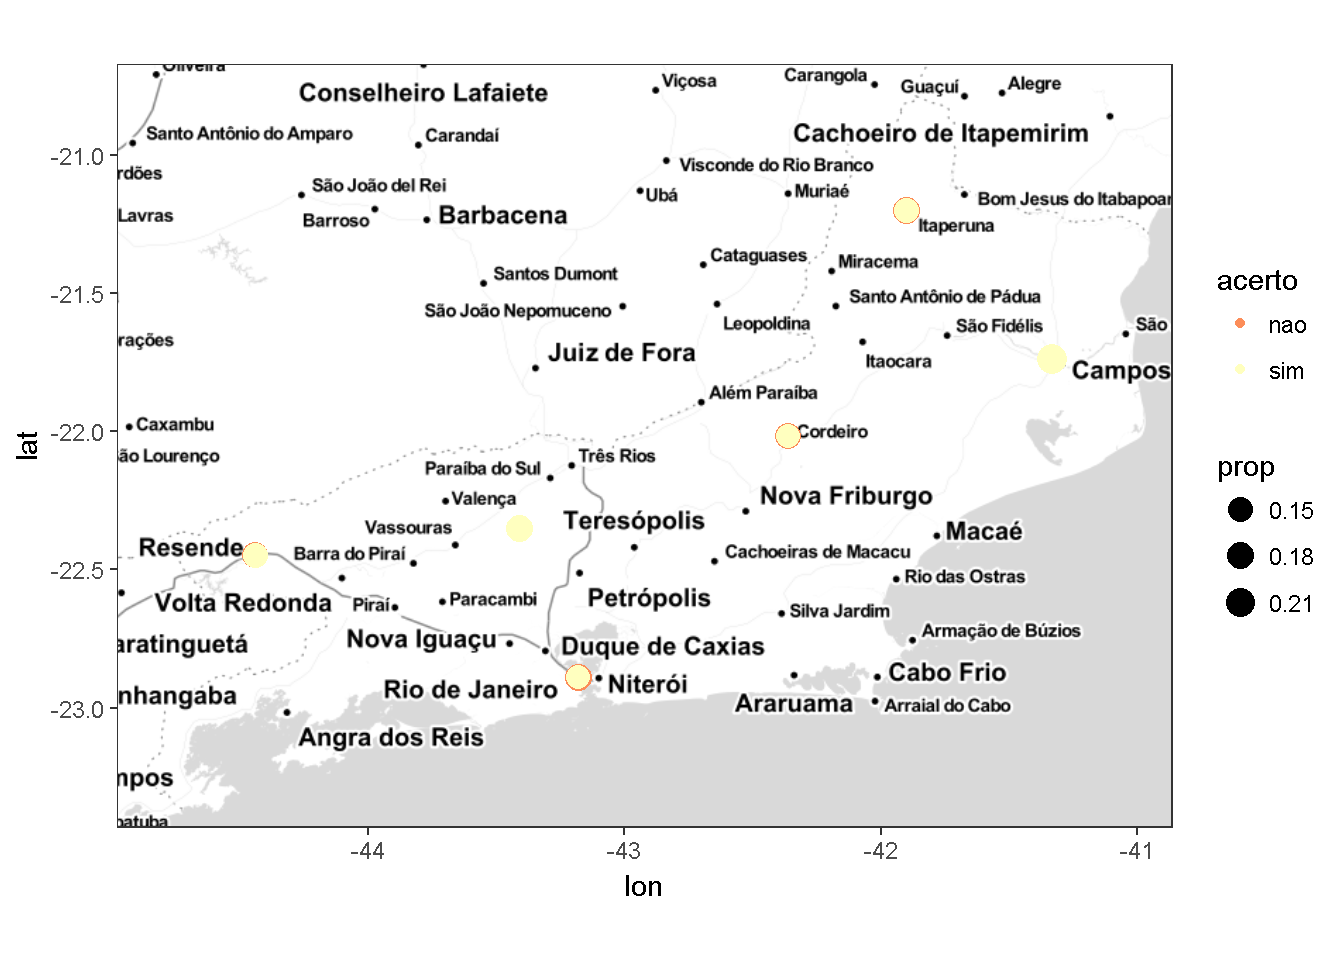 Oliveira
Conselheiro Lafaiete
Viçosa
Carangola
Guaçuí
Alegre
Santo Antônio do Amparo
Carandaí
Cachoeiro de Itapemirim
-21.0
rdões
São João del Rei
Visconde do Rio Branco
Ubá
Muriaé
Bom Jesus do Itabapoar
Lavras
Barroso
Barbacena
Itaperuna
Cataguases
Miracema
Santos Dumont
-21.5
São João Nepomuceno
Leopoldina
Santo Antônio de Pádua
São Fidélis
São
rações
Juiz de Fora
Itaocara
Campos
Além Paraíba
Caxambu
-22.0
Cordeiro
ão Lourenço
Paraíba do Sul
Três Rios
Valença
Nova Friburgo
Vassouras
Teresópolis
Macaé
Resende
Barra do Piraí
Cachoeiras de Macacu
-22.5
Rio das Ostras
Volta Redonda
Piraí
Paracambi
Petrópolis
Silva Jardim
aratinguetá
Nova Iguaçu
Duque de Caxias
Armação de Búzios
nhangaba
Rio de Janeiro
Niterói
Cabo Frio
-23.0
Araruama
Arraial do Cabo
Angra dos Reis
mpos
batuba
-44
-43
-42
-41
lon
lat
acerto
nao
sim
prop
0.15
0.18
0.21